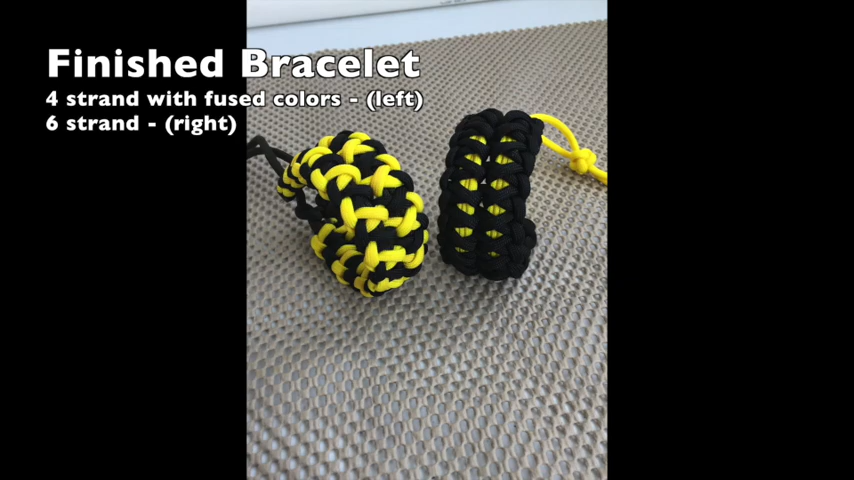 Finished Bracelet
4 strand with fused colors - (left)
6 strand - (right)